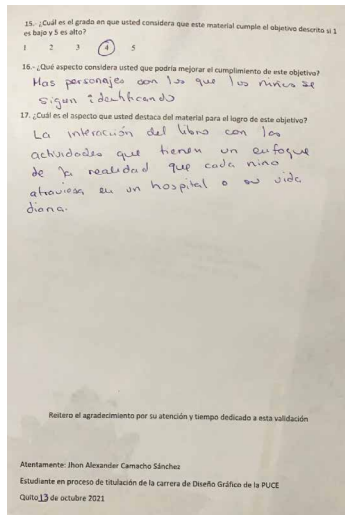 15.- ¿Cuál es el grado en que usted considera que este material cumple el objetivo descrito si 1
es bajo y 5 es alto?
1 2 3 4 5
16.- ¿Qué aspecto considera usted que podría mejorar el cumplimiento de este objetivo?
Mas personajes con los que los niños se
sigan identificando
17. ¿Cuál es el aspecto que usted destaca del material para el logro de este objetivo?
La interacción del libro con las
actividades que tienen un enfoque
de la realidad que cada niño
atraviesa en un hospital o su vida
diaria.
Reitero el agradecimiento por su atención y tiempo dedicado a esta validación
Atentamente: Jhon Alexander Camacho Sánchez
Estudiante en proceso de titulación de la carrera de Diseño Gráfico de la PUCE
Quito 13 de octubre 2021